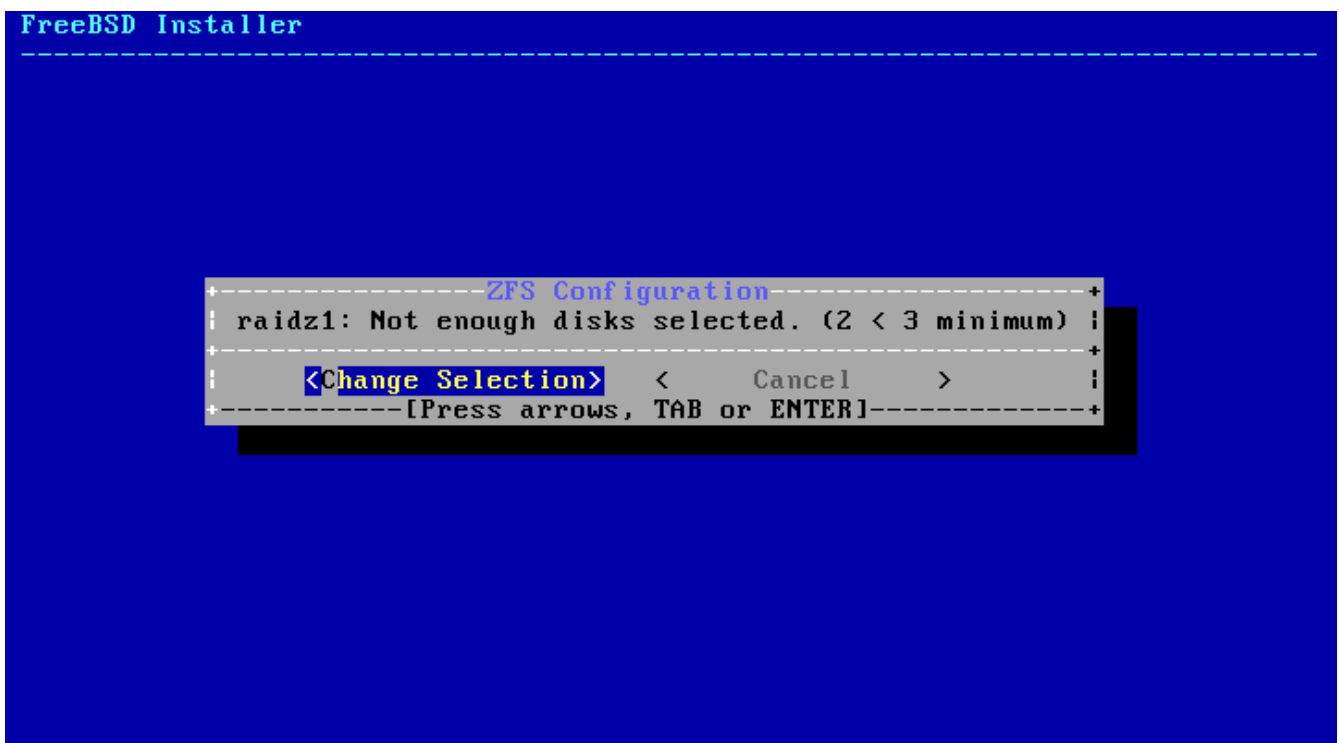 FreeBSD Installer
ZFS Configuration
raidz1: Not enough disks selected. (2 < 3 minimum)
<Change Selection> < Cancel >
[Press arrows, TAB or ENTER]